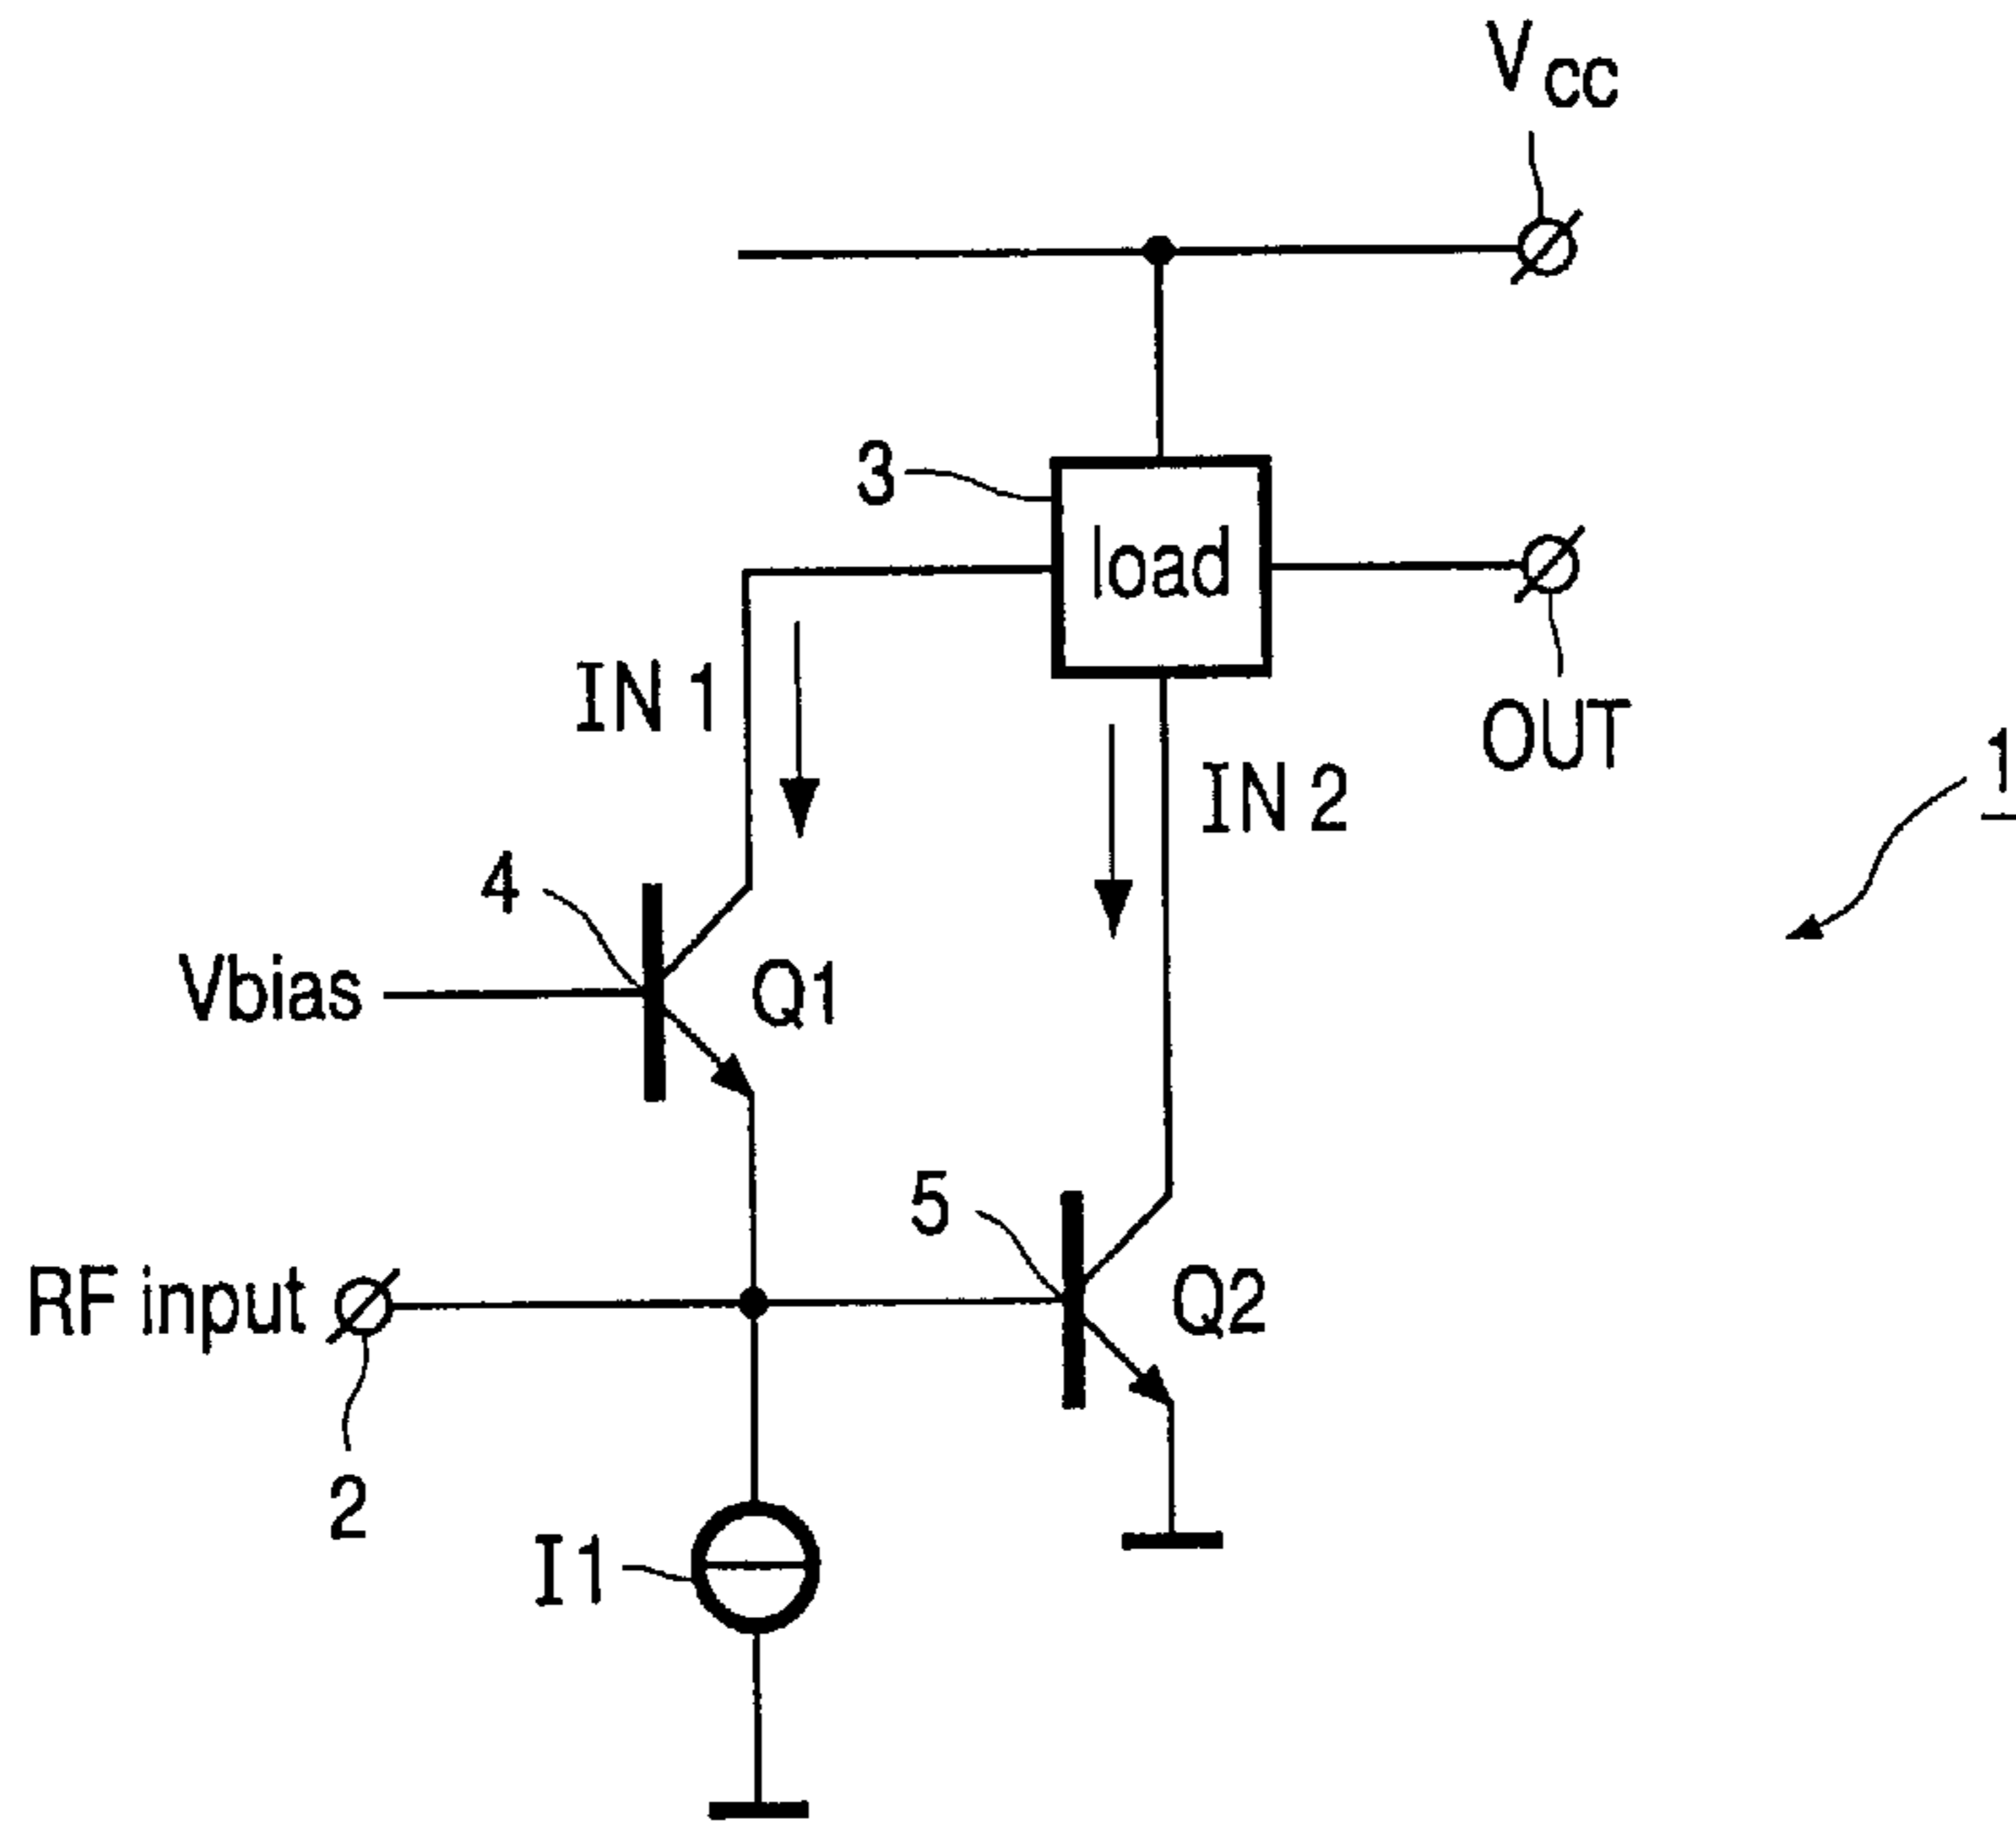 VCC
3
load
IN 1
OUT
IN 2
1
4
Vbias
Q1
5
RF input
Q2
2
I1